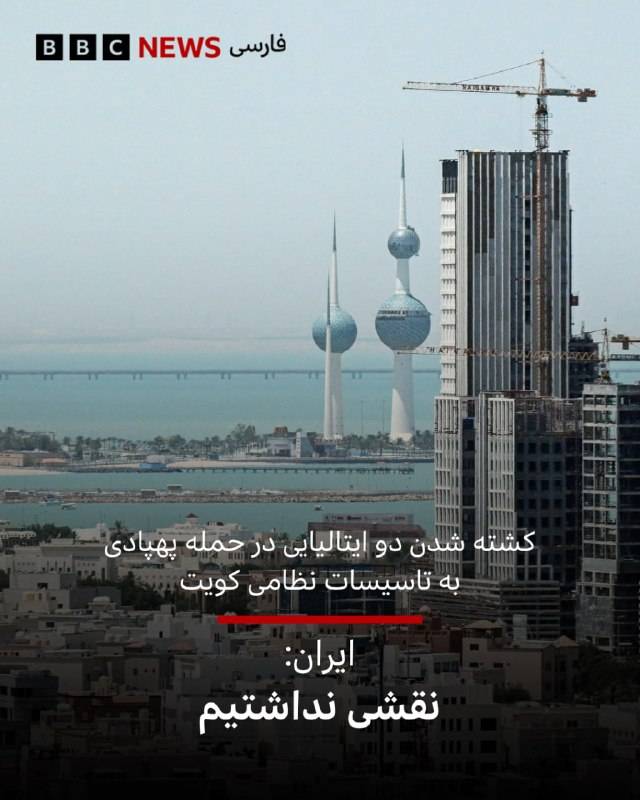 BBC NEWS فارسی
کشته شدن دو ایتالیایی در حمله پهپادی
به تاسیسات نظامی کویت
ایران:
نقشی نداشتیم